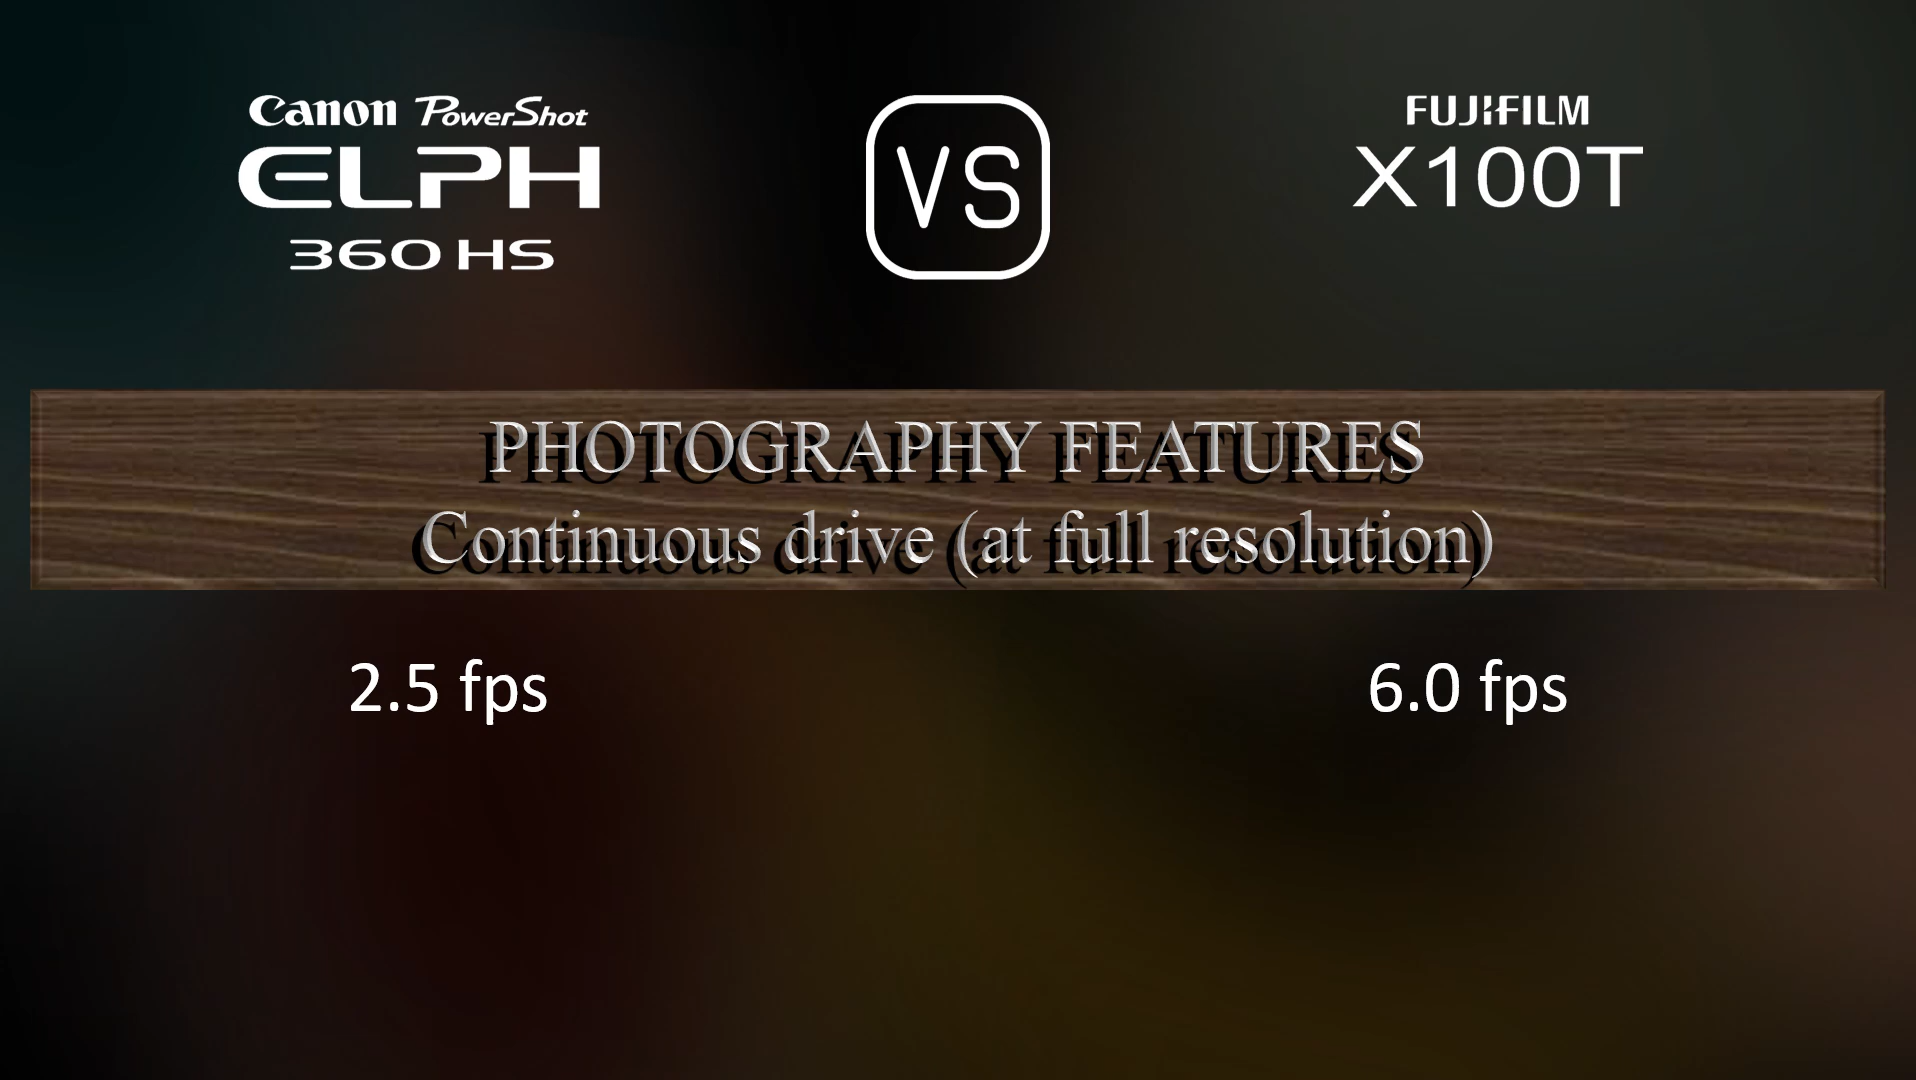 Canon PowerShot
ELPH
360 HS
VS
FUJIFILM
X100T
PHOTOGRAPHY FEATURES
Continuous drive (at full resolution)
2.5 fps
6.0 fps